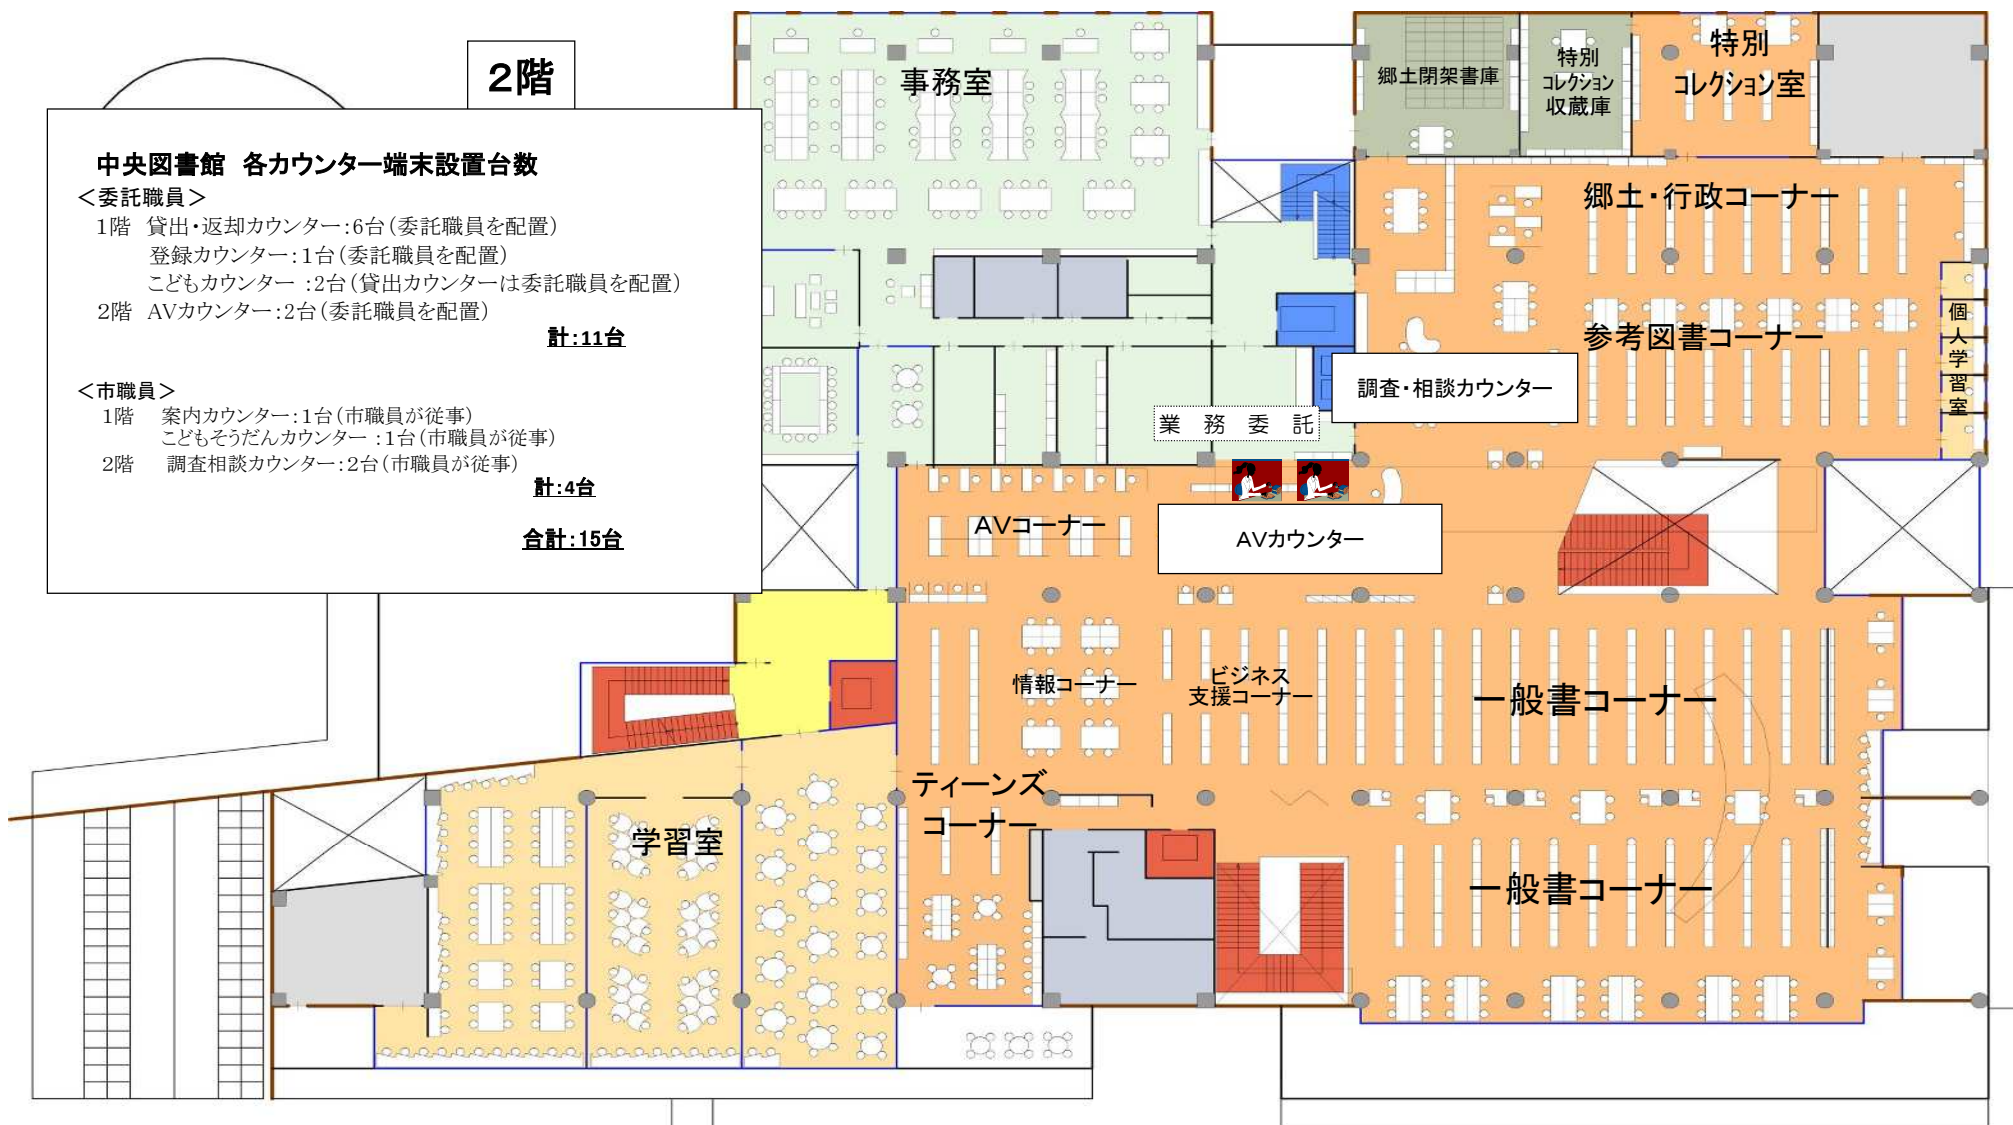 2階
中央図書館 各カウンター端末設置台数
＜委託職員＞
1階 貸出・返却カウンター：6台（委託職員を配置）
登録カウンター：1台（委託職員を配置）
こどもカウンター ：2台（貸出カウンターは委託職員を配置）
2階 AVカウンター：2台（委託職員を配置）
計：11台
＜市職員＞
1階 案内カウンター：1台（市職員が従事）
こどもそうだんカウンター ：1台（市職員が従事）
2階 調査相談カウンター：2台（市職員が従事）
計：4台
合計：15台
事務室
郷土閉架書庫
特別
コレクション
収蔵庫
特別
コレクション室
郷土・行政コーナー
参考図書コーナー
個人学習室
調査・相談カウンター
業務委託
AVコーナー
AVカウンター
情報コーナー
ビジネス
支援コーナー
一般書コーナー
ティーンズ
コーナー
学習室
一般書コーナー